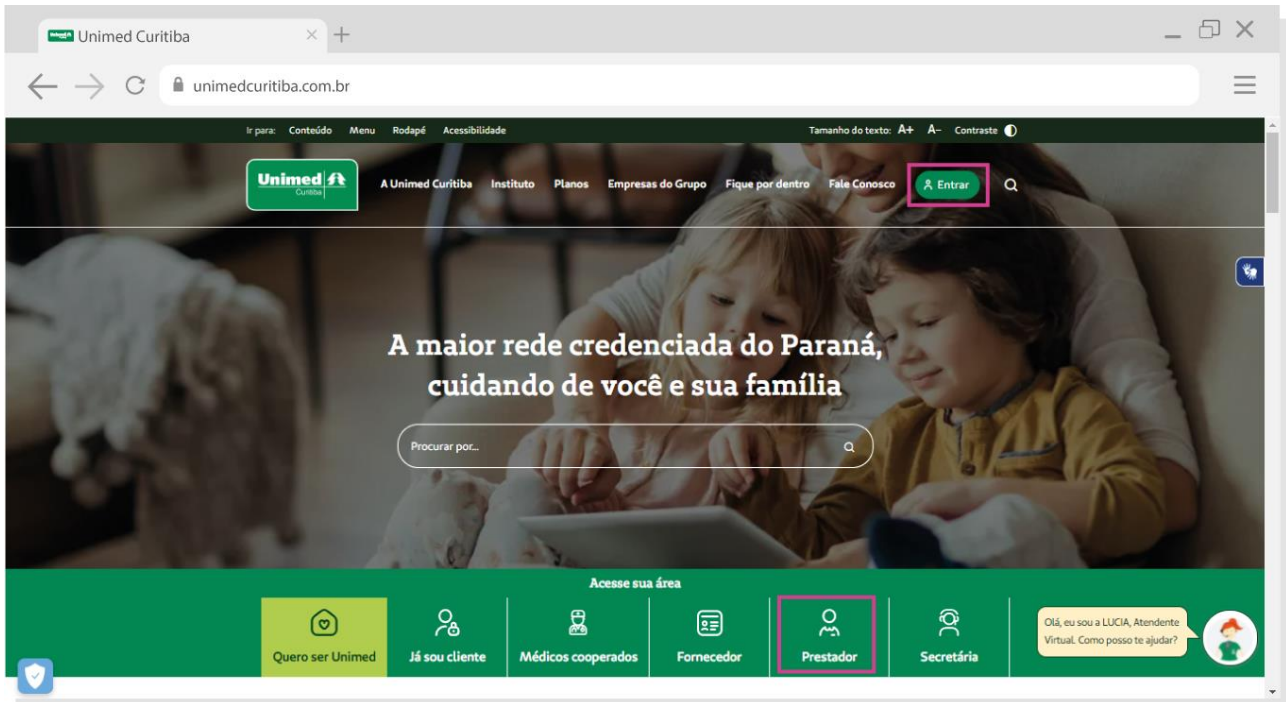 Unimed Curitiba
unimedcuritiba.com.br
Ir para: Conteúdo Menu Rodapé Acessibilidade Tamanho do texto: A+ A- Contraste
Unimed
Curitiba
A Unimed Curitiba Instituto Planos Empresas do Grupo Fique por dentro Fale Conosco Entrar
A maior rede credenciada do Paraná,
cuidando de você e sua família
Procurar por...
Acesse sua área
Quero ser Unimed Já sou cliente Médicos cooperados Fornecedor Prestador Secretária
Olá, eu sou a LUCIA, Atendente
Virtual. Como posso te ajudar?